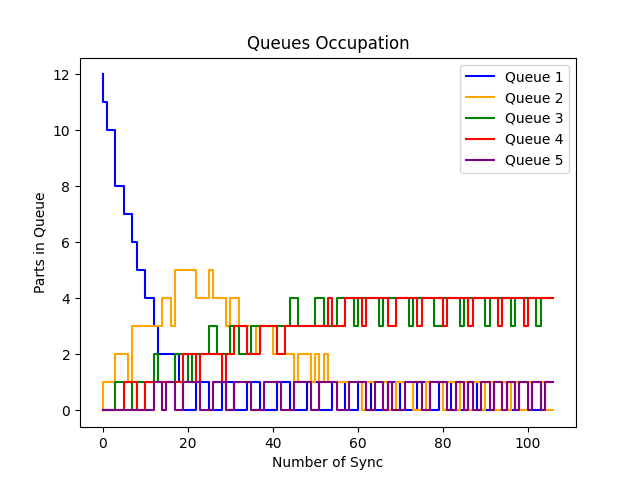 Queues Occupation
12
10
8
6
4
2
0
Parts in Queue
Queue 1
Queue 2
Queue 3
Queue 4
Queue 5
0 20 40 60 80 100
Number of Sync